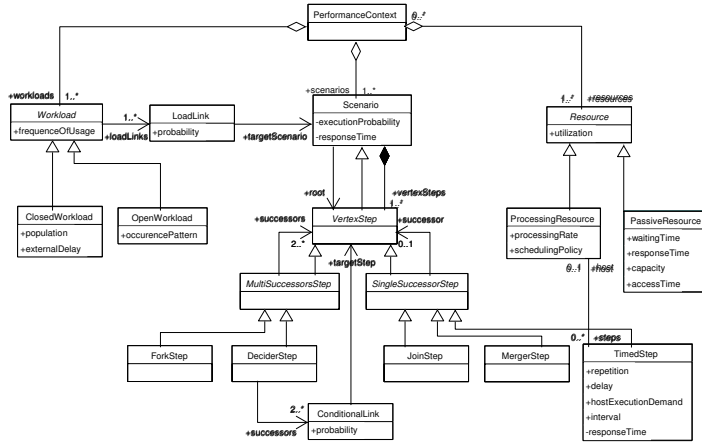 PerformanceContext
0..*
+workloads
1..*
+scenarios
1..*
1..*
+resources
Workload
+frequenceOfUsage
1..*
+loadLinks
LoadLink
+probability
+targetScenario
Scenario
-executionProbability
-responseTime
Resource
+utilization
+root
+vertexSteps
1..*
ClosedWorkload
+population
+externalDelay
OpenWorkload
+occurencePattern
+successors
2..*
VertexStep
+successor
0..1
+targetStep
ProcessingResource
+processingRate
+schedulingPolicy
PassiveResource
+waitingTime
+responseTime
+capacity
+accessTime
0..1
+host
MultiSuccessorsStep
SingleSuccessorStep
0..*
+steps
ForkStep
DeciderStep
JoinStep
MergerStep
TimedStep
+repetition
+delay
+hostExecutionDemand
+interval
-responseTime
2..*
+successors
ConditionalLink
+probability